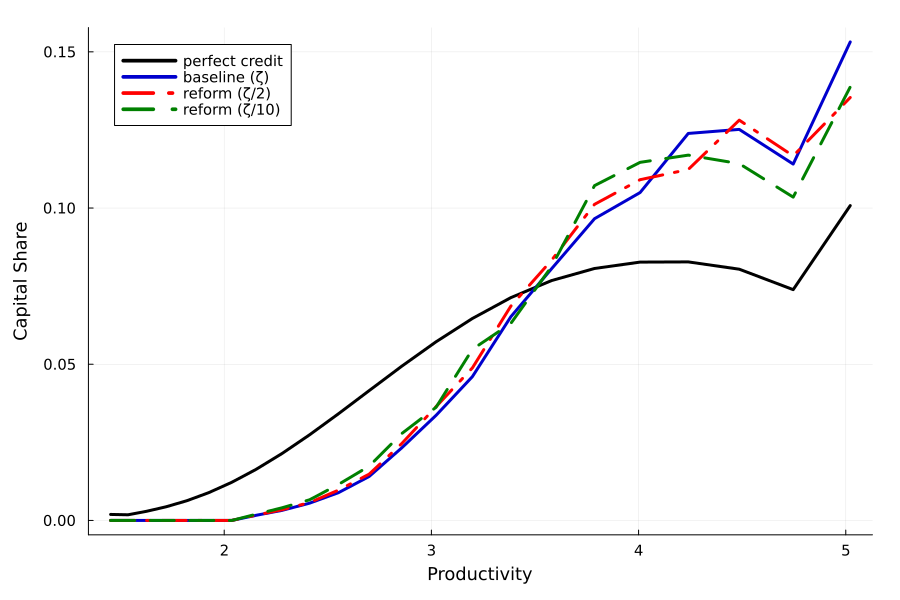 perfect credit
baseline (ζ)
reform (ζ/2)
reform (ζ/10)
0.15
0.10
0.05
0.00
Capital Share
2
3
4
5
Productivity